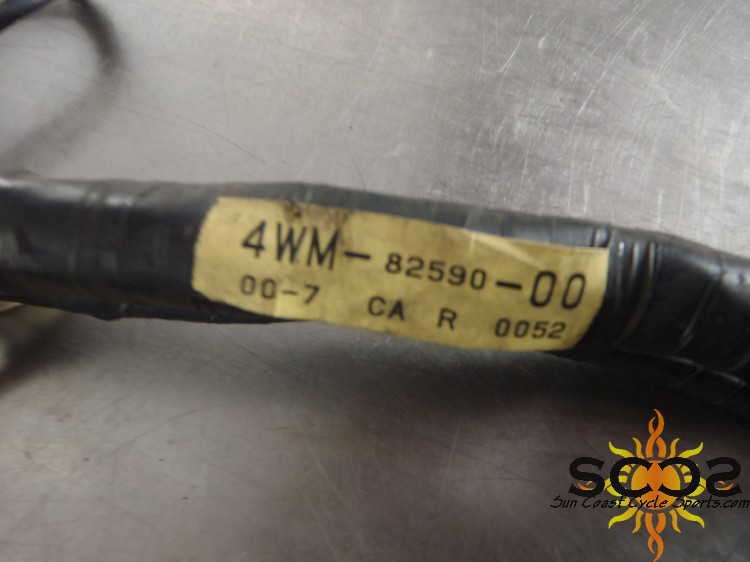 4WM-82590-00
00-7 CA R 0052
SCCS
Sun Coast Cycle Sports.com